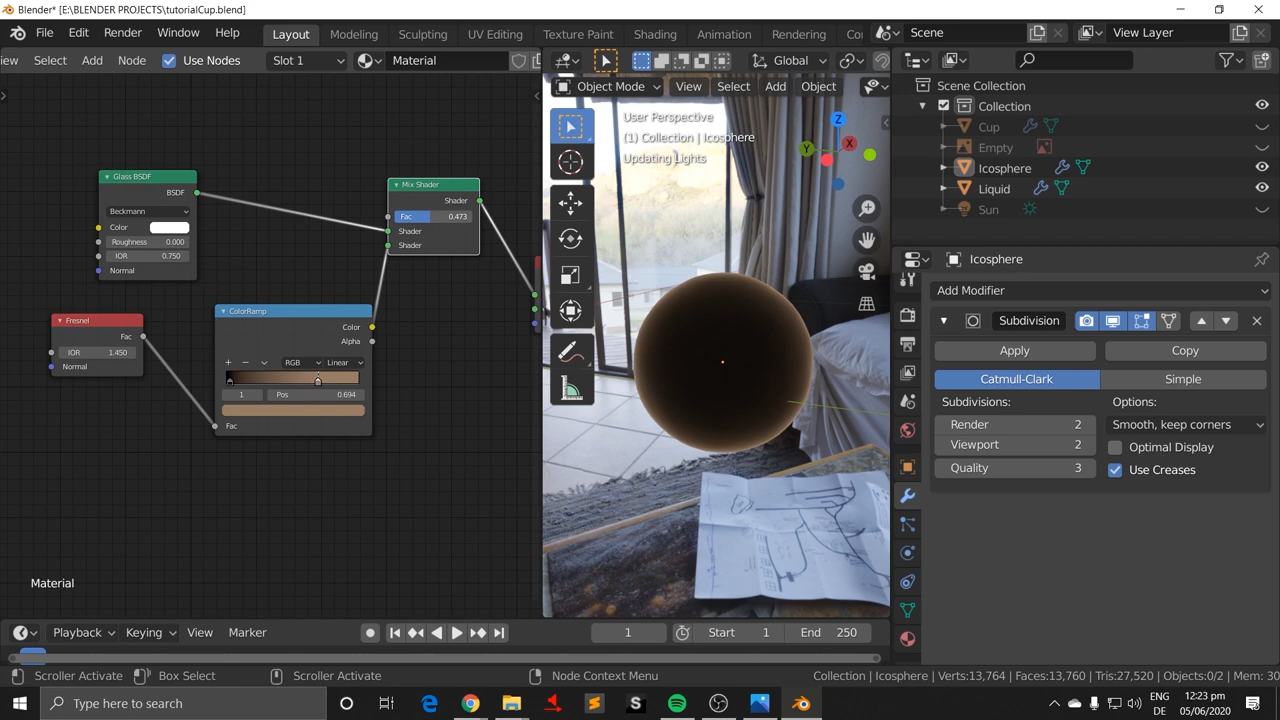 Blender* [E:\BLENDER PROJECTS\tutorialCup.blend]
File Edit Render Window Help Layout Modeling Sculpting UV Editing Texture Paint Shading Animation Rendering Co Scene View Layer
iew Select Add Node Use Nodes Slot 1 Material Global
Object Mode View Select Add Object
User Perspective
(1) Collection | Icosphere
Updating Lights
Z
X
Y
Glass BSDF
BSDF
Beckmann
Color
Roughness 0.000
IOR 0.750
Normal
Mix Shader
Shader
Fac 0.473
Shader
Shader
Fresnel
Fac
IOR 1.450
Normal
ColorRamp
Color
Alpha
RGB Linear
1 Pos 0.694
Fac
Material
Scene Collection
Collection
Cup
Empty
Icosphere
Liquid
Sun
Icosphere
Add Modifier
Subdivision
Apply Copy
Catmull-Clark Simple
Subdivisions: Options:
Render 2 Smooth, keep corners
Viewport 2 Optimal Display
Quality 3 Use Creases
Playback Keying View Marker 1 Start 1 End 250
Scroller Activate Box Select Scroller Activate Node Context Menu Collection | Icosphere | Verts:13,764 | Faces:13,760 | Tris:27,520 | Objects:0/2 | Mem: 30
Type here to search
ENG 12:23 pm
DE 05/06/2020